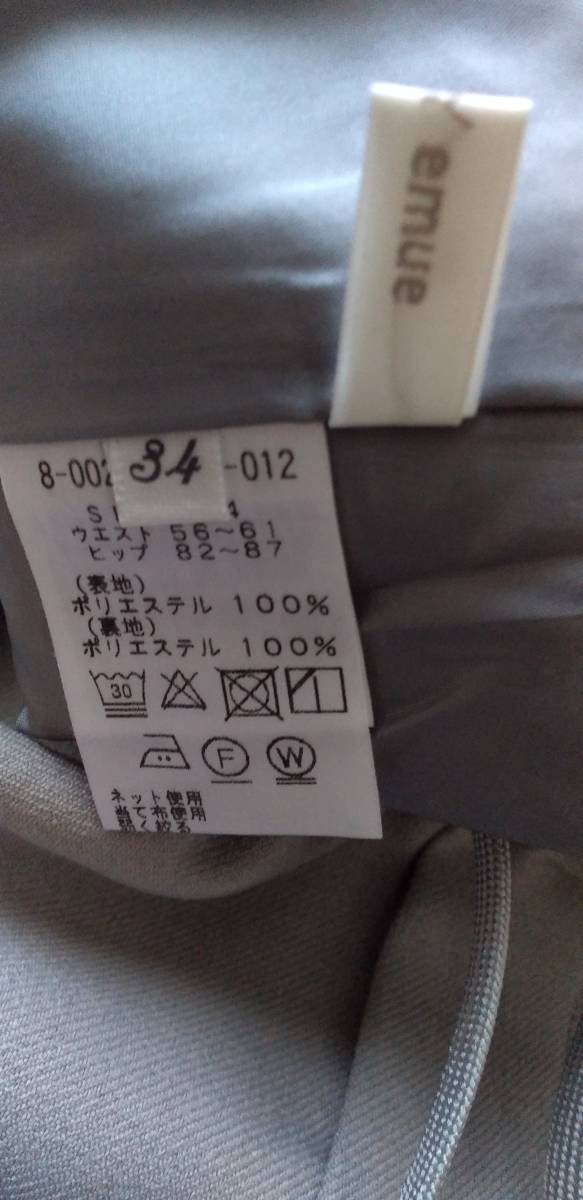 emue
8-002
34
-012
ウエスト 56～61
ヒップ 82～87
(表地)
ポリエステル 100%
(裏地)
ポリエステル 100%
30
F
W
ネット使用
当て布使用
弱く絞る